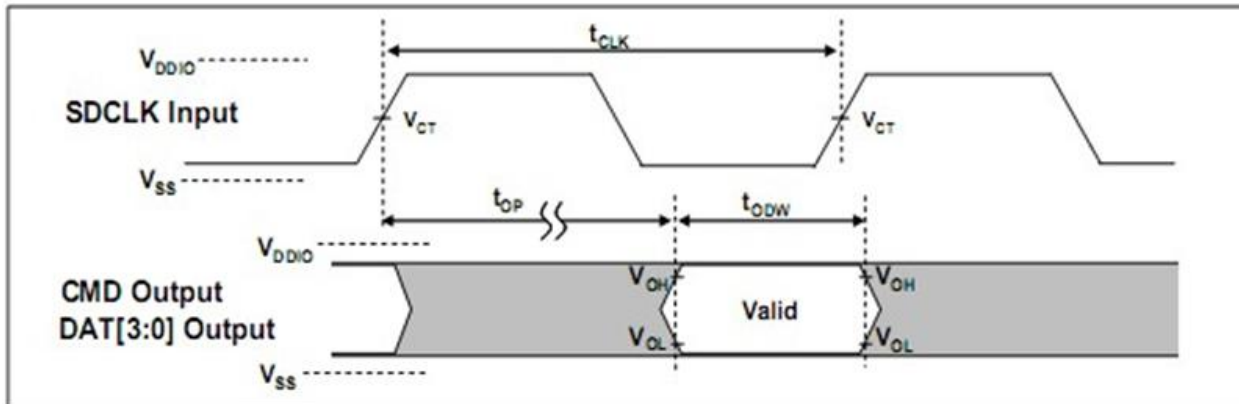 tCLK
VDDIO
SDCLK Input
VCT
VCT
VSS
tOP
tODW
VDDIO
CMD Output
DAT[3:0] Output
VOH
VOH
Valid
VOL
VOL
VSS